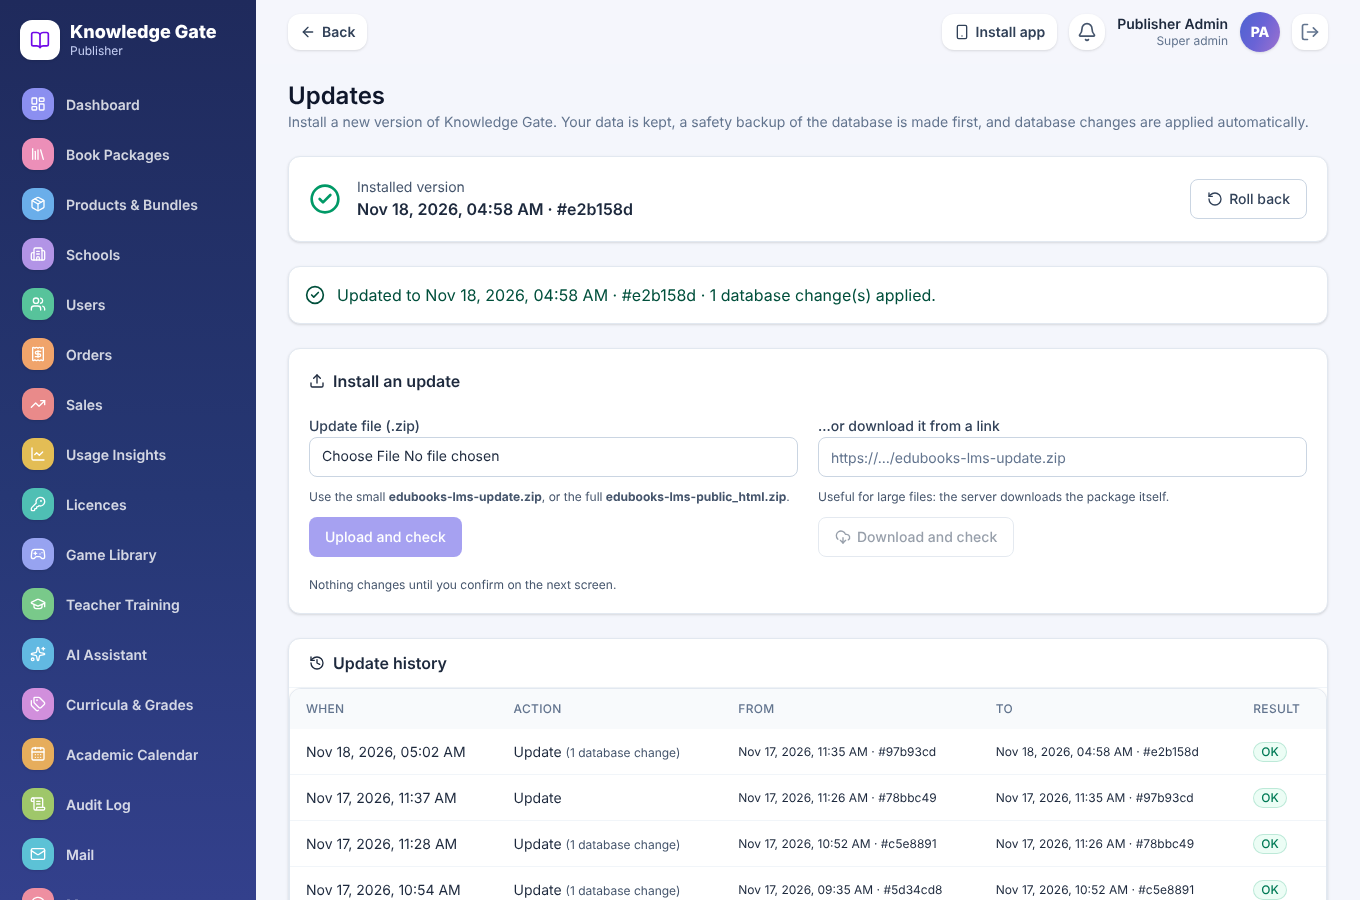 Knowledge Gate
Publisher
Dashboard
Book Packages
Products & Bundles
Schools
Users
Orders
Sales
Usage Insights
Licences
Game Library
Teacher Training
AI Assistant
Curricula & Grades
Academic Calendar
Audit Log
Mail
Back
Install app
Publisher Admin
Super admin
PA
Updates
Install a new version of Knowledge Gate. Your data is kept, a safety backup of the database is made first, and database changes are applied automatically.
Installed version
Nov 18, 2026, 04:58 AM · #e2b158d
Roll back
Updated to Nov 18, 2026, 04:58 AM · #e2b158d · 1 database change(s) applied.
Install an update
Update file (.zip)
Choose File No file chosen
Use the small edubooks-lms-update.zip, or the full edubooks-lms-public_html.zip.
Upload and check
...or download it from a link
https://.../edubooks-lms-update.zip
Useful for large files: the server downloads the package itself.
Download and check
Nothing changes until you confirm on the next screen.
Update history
WHEN ACTION FROM TO RESULT
Nov 18, 2026, 05:02 AM Update (1 database change) Nov 17, 2026, 11:35 AM · #97b93cd Nov 18, 2026, 04:58 AM · #e2b158d OK
Nov 17, 2026, 11:37 AM Update Nov 17, 2026, 11:26 AM · #78bbc49 Nov 17, 2026, 11:35 AM · #97b93cd OK
Nov 17, 2026, 11:28 AM Update (1 database change) Nov 17, 2026, 10:52 AM · #c5e8891 Nov 17, 2026, 11:26 AM · #78bbc49 OK
Nov 17, 2026, 10:54 AM Update (1 database change) Nov 17, 2026, 09:35 AM · #5d34cd8 Nov 17, 2026, 10:52 AM · #c5e8891 OK